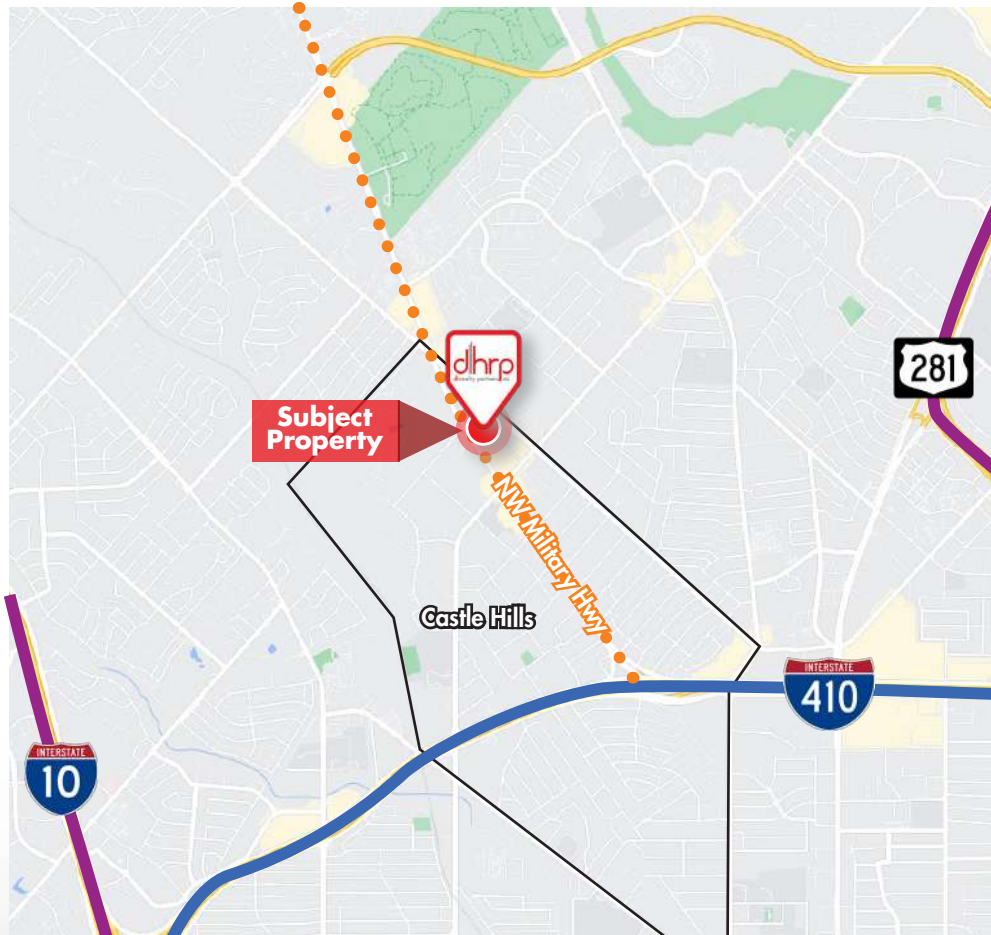 dhrp
281
Subject
Property
NW Military Hwy
Castle Hills
INTERSTATE
410
INTERSTATE
10